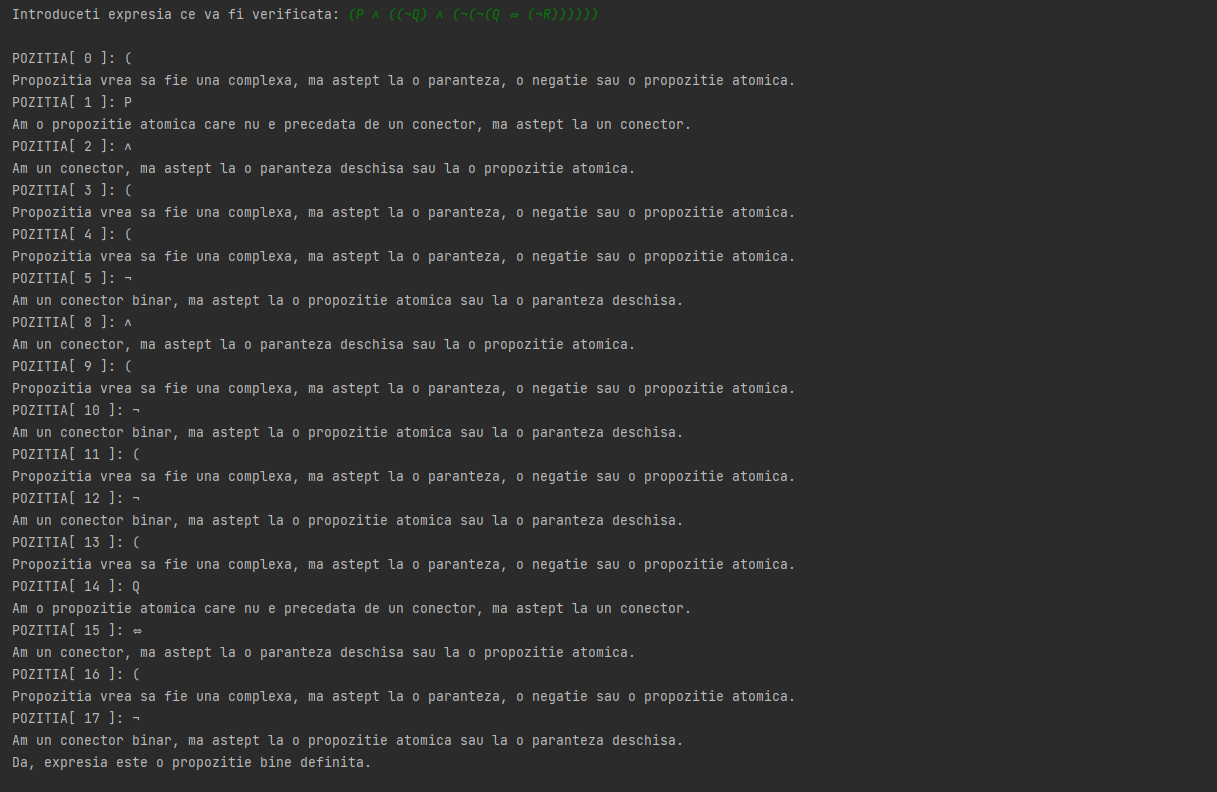 Introduceti expresia ce va fi verificata: (P ∧ ((¬Q) ∧ (¬(¬(Q ⇔ (¬R))))))
POZITIA[ 0 ]: (
Propozitia vrea sa fie una complexa, ma astept la o paranteza, o negatie sau o propozitie atomica.
POZITIA[ 1 ]: P
Am o propozitie atomica care nu e precedata de un conector, ma astept la un conector.
POZITIA[ 2 ]: ∧
Am un conector, ma astept la o paranteza deschisa sau la o propozitie atomica.
POZITIA[ 3 ]: (
Propozitia vrea sa fie una complexa, ma astept la o paranteza, o negatie sau o propozitie atomica.
POZITIA[ 4 ]: (
Propozitia vrea sa fie una complexa, ma astept la o paranteza, o negatie sau o propozitie atomica.
POZITIA[ 5 ]: ¬
Am un conector binar, ma astept la o propozitie atomica sau la o paranteza deschisa.
POZITIA[ 8 ]: ∧
Am un conector, ma astept la o paranteza deschisa sau la o propozitie atomica.
POZITIA[ 9 ]: (
Propozitia vrea sa fie una complexa, ma astept la o paranteza, o negatie sau o propozitie atomica.
POZITIA[ 10 ]: ¬
Am un conector binar, ma astept la o propozitie atomica sau la o paranteza deschisa.
POZITIA[ 11 ]: (
Propozitia vrea sa fie una complexa, ma astept la o paranteza, o negatie sau o propozitie atomica.
POZITIA[ 12 ]: ¬
Am un conector binar, ma astept la o propozitie atomica sau la o paranteza deschisa.
POZITIA[ 13 ]: (
Propozitia vrea sa fie una complexa, ma astept la o paranteza, o negatie sau o propozitie atomica.
POZITIA[ 14 ]: Q
Am o propozitie atomica care nu e precedata de un conector, ma astept la un conector.
POZITIA[ 15 ]: ⇔
Am un conector, ma astept la o paranteza deschisa sau la o propozitie atomica.
POZITIA[ 16 ]: (
Propozitia vrea sa fie una complexa, ma astept la o paranteza, o negatie sau o propozitie atomica.
POZITIA[ 17 ]: ¬
Am un conector binar, ma astept la o propozitie atomica sau la o paranteza deschisa.
Da, expresia este o propozitie bine definita.